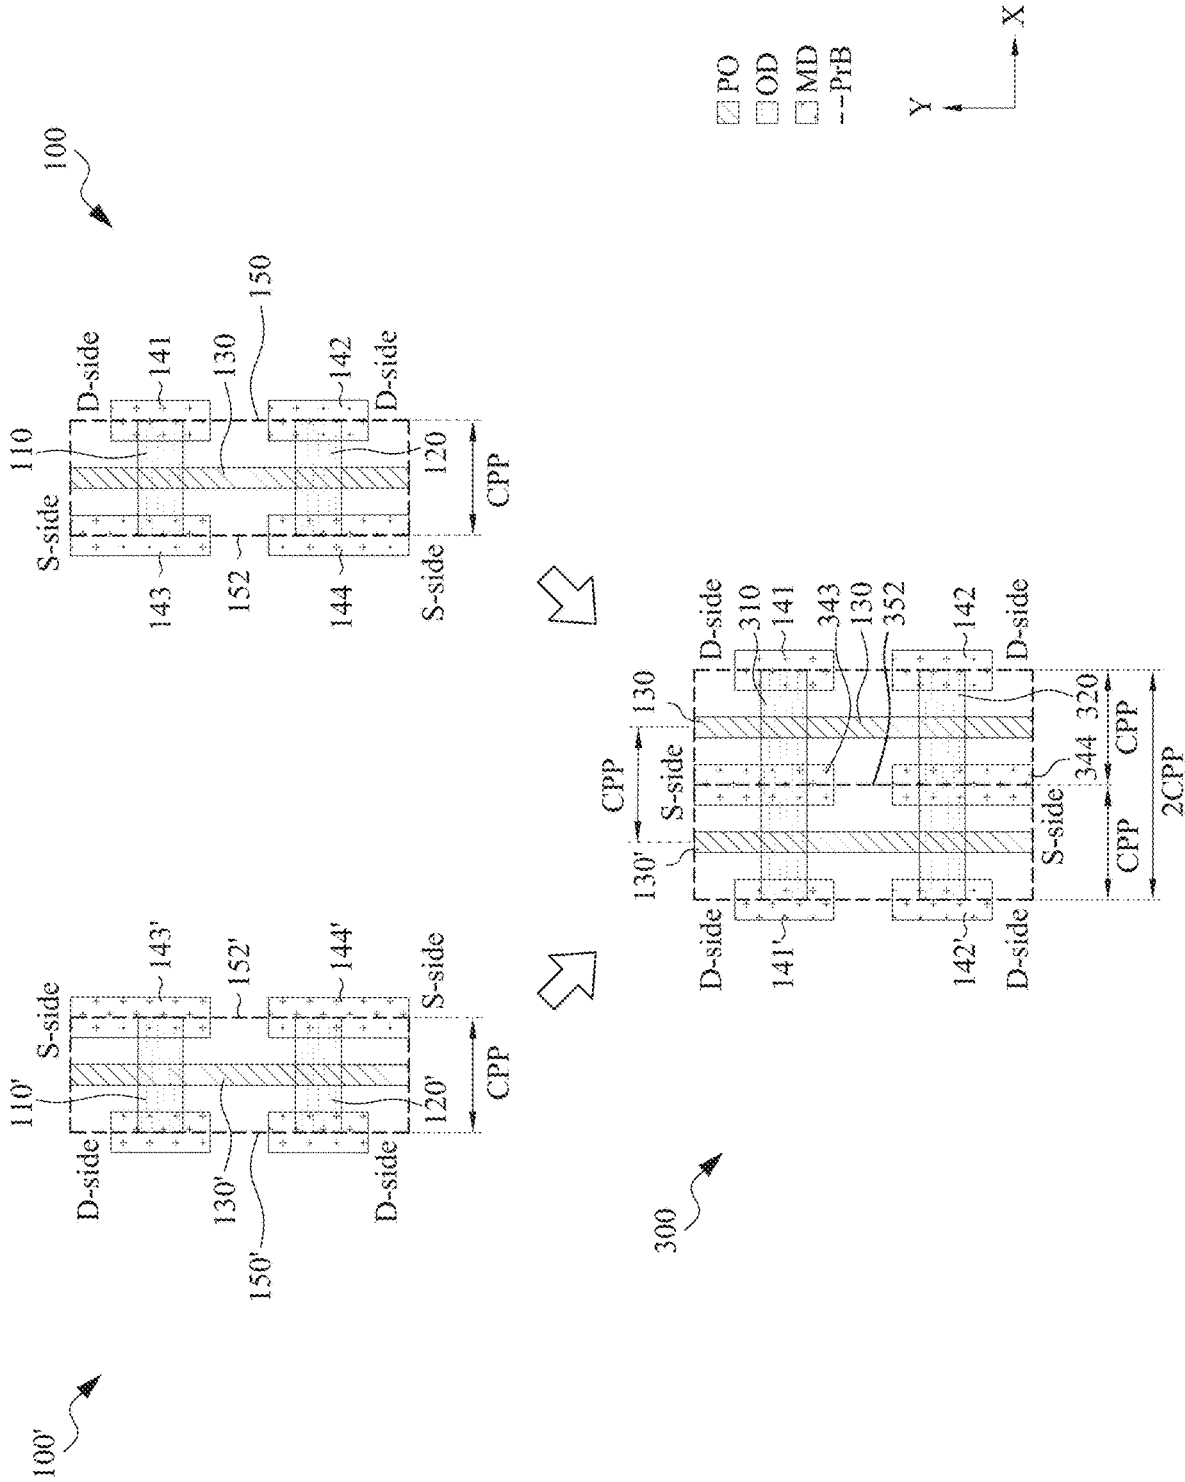 100'
100
110'
S-side
D-side
143'
130'
152'
150'
144'
120'
D-side
S-side
CPP
S-side
110
D-side
141
143
130
152
150
144
142
120
S-side
D-side
CPP
300
CPP
130'
130
D-side
S-side
D-side
310
141'
141
343
130
352
142'
142
D-side
S-side
344
320
D-side
CPP
CPP
2CPP
PO
OD
MD
PrB
Y
X